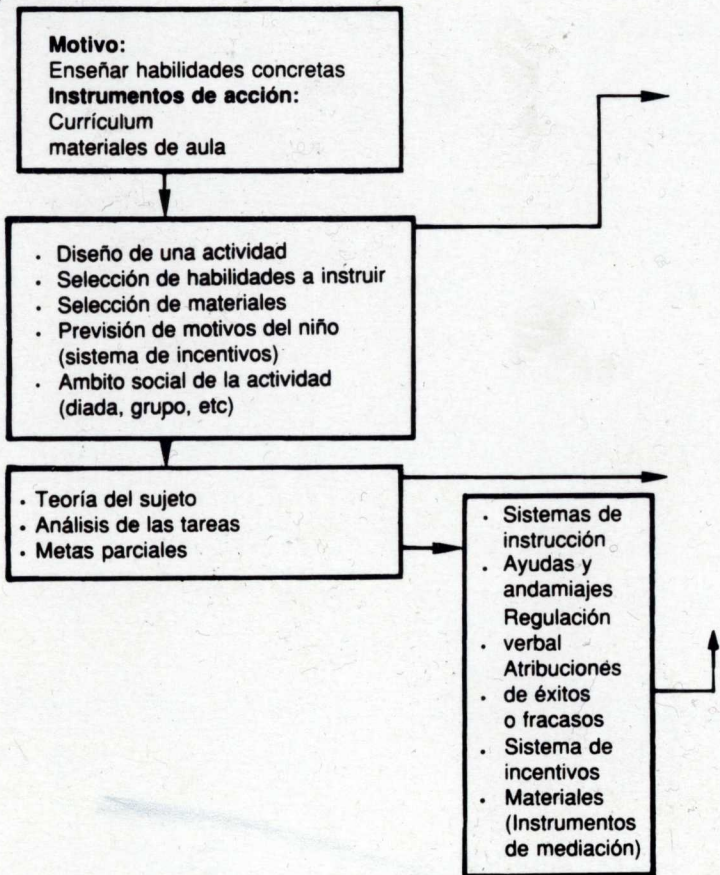 Motivo:
Enseñar habilidades concretas
Instrumentos de acción:
Currículum
materiales de aula
. Diseño de una actividad
. Selección de habilidades a instruir
. Selección de materiales
. Previsión de motivos del niño
(sistema de incentivos)
. Ambito social de la actividad
(diada, grupo, etc)
. Teoría del sujeto
. Análisis de las tareas
. Metas parciales
. Sistemas de
instrucción
. Ayudas y
andamiajes
Regulación
. verbal
Atribuciones
. de éxitos
o fracasos
. Sistema de
incentivos
. Materiales
(Instrumentos
de mediación)